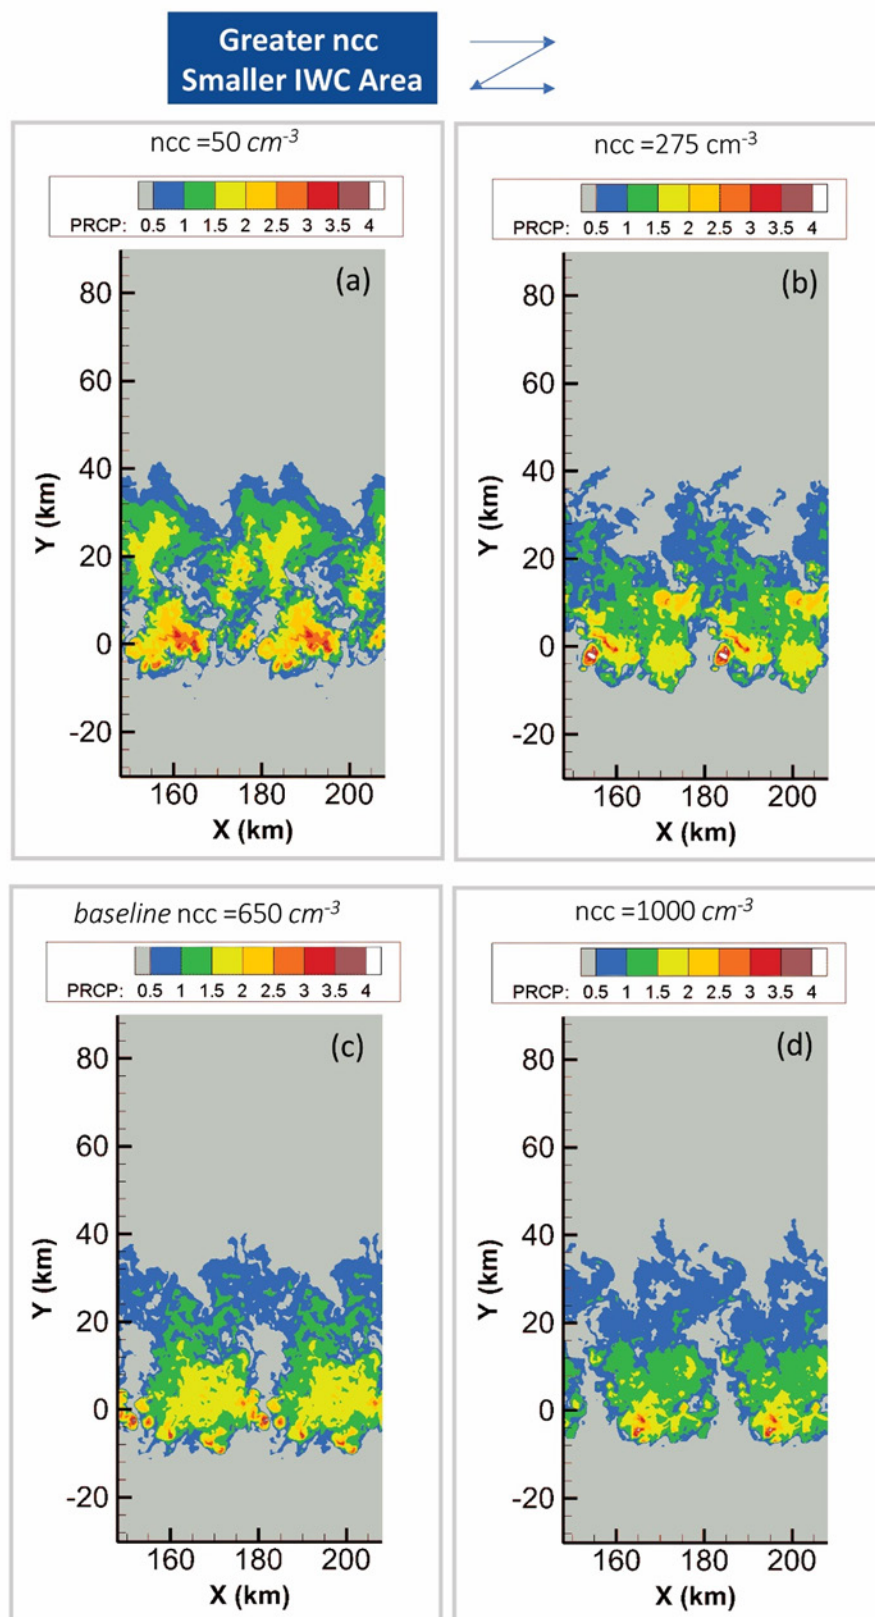 Greater ncc
Smaller IWC Area
ncc =50 cm-3
PRCP: 0.5 1 1.5 2 2.5 3 3.5 4
(a)
80
60
40
20
0
-20
Y (km)
160 180 200
X (km)
ncc =275 cm-3
PRCP: 0.5 1 1.5 2 2.5 3 3.5 4
(b)
80
60
40
20
0
-20
Y (km)
160 180 200
X (km)
baseline ncc =650 cm-3
PRCP: 0.5 1 1.5 2 2.5 3 3.5 4
(c)
80
60
40
20
0
-20
Y (km)
160 180 200
X (km)
ncc =1000 cm-3
PRCP: 0.5 1 1.5 2 2.5 3 3.5 4
(d)
80
60
40
20
0
-20
Y (km)
160 180 200
X (km)